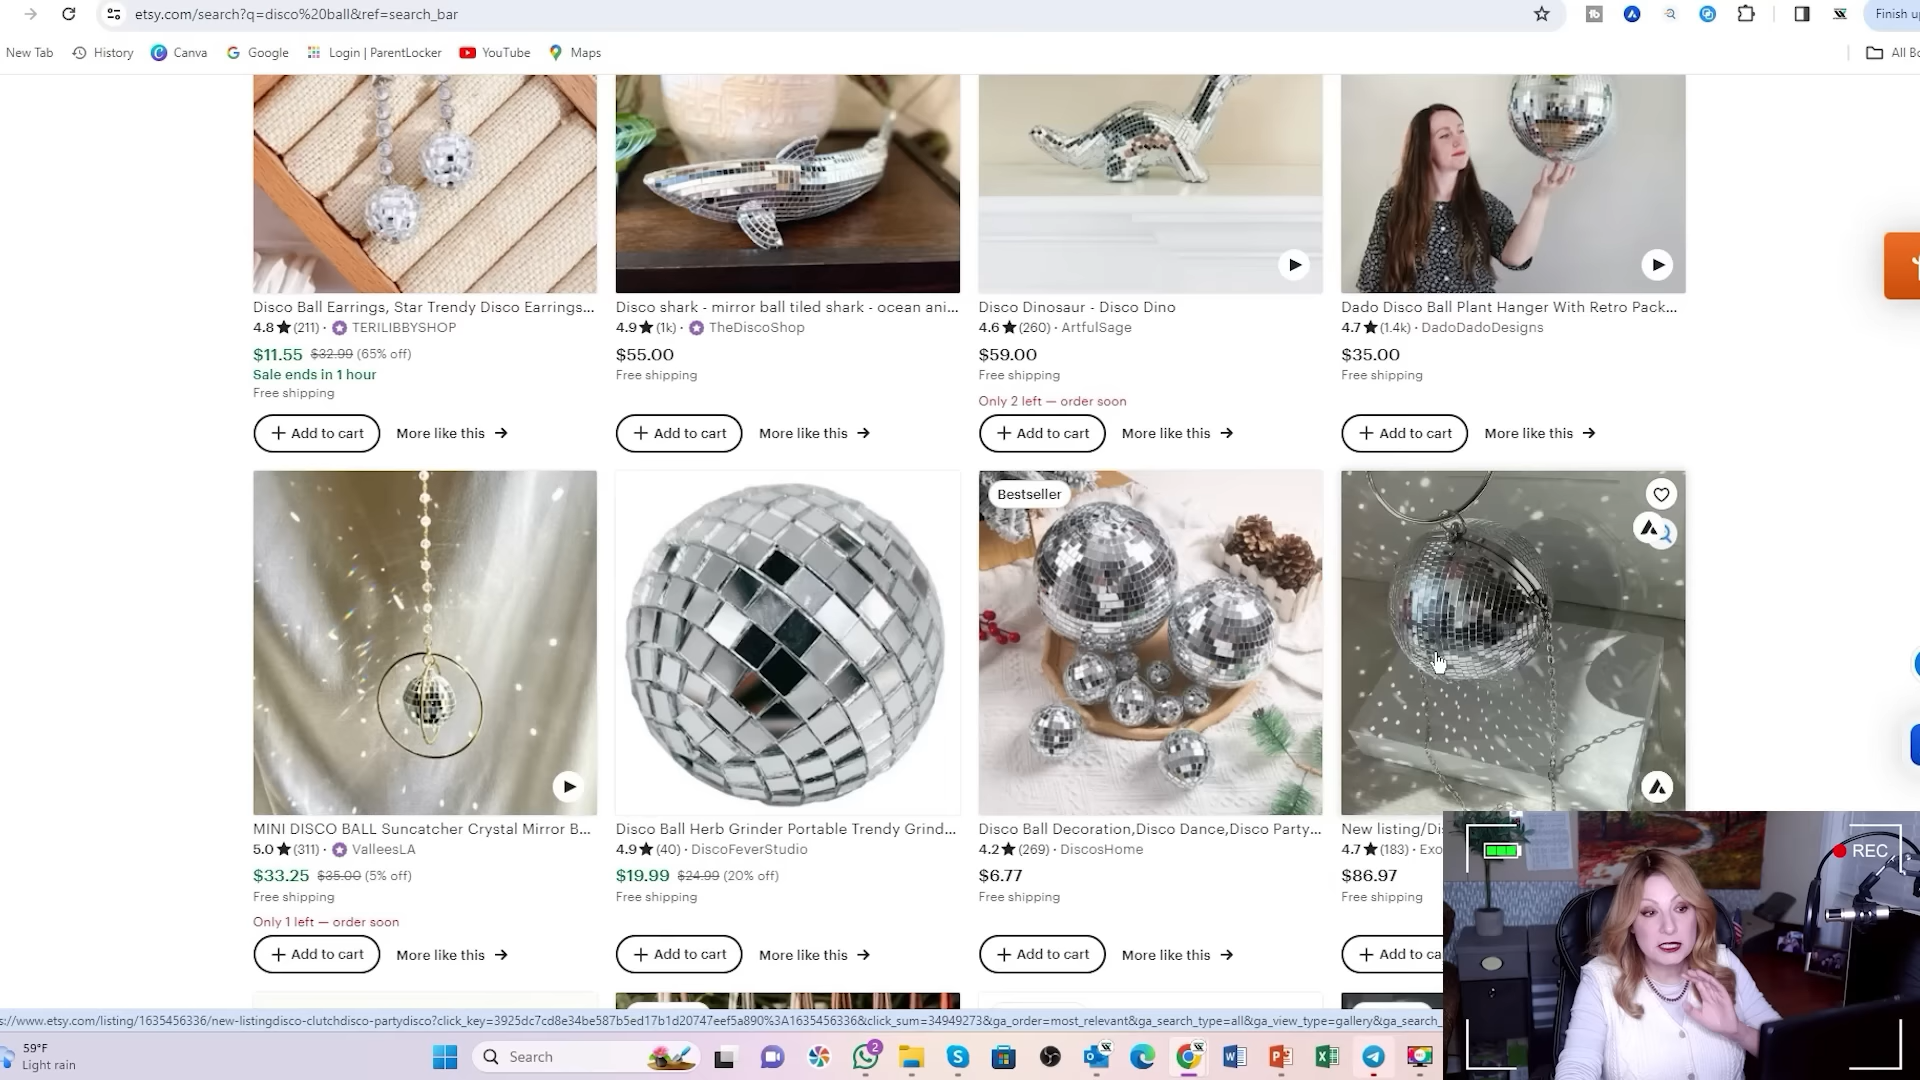 etsy.com/search?q=disco%20ball&ref=search_bar
Finish u
New Tab
History
Canva
Google
Login | ParentLocker
YouTube
Maps
All Bo
Disco Ball Earrings, Star Trendy Disco Earrings...
4.8 ★ (211) · TERILIBBYSHOP
$11.55 $32.99 (65% off)
Sale ends in 1 hour
Free shipping
+ Add to cart
More like this →
Disco shark - mirror ball tiled shark - ocean ani...
4.9 ★ (1k) · TheDiscoShop
$55.00
Free shipping
+ Add to cart
More like this →
Disco Dinosaur - Disco Dino
4.6 ★ (260) · ArtfulSage
$59.00
Free shipping
Only 2 left — order soon
+ Add to cart
More like this →
Dado Disco Ball Plant Hanger With Retro Pack...
4.7 ★ (1.4k) · DadoDadoDesigns
$35.00
Free shipping
+ Add to cart
More like this →
MINI DISCO BALL Suncatcher Crystal Mirror B...
5.0 ★ (311) · ValleesLA
$33.25 $35.00 (5% off)
Free shipping
Only 1 left — order soon
+ Add to cart
More like this →
Disco Ball Herb Grinder Portable Trendy Grind...
4.9 ★ (40) · DiscoFeverStudio
$19.99 $24.99 (20% off)
Free shipping
+ Add to cart
More like this →
Bestseller
Disco Ball Decoration,Disco Dance,Disco Party...
4.2 ★ (269) · DiscosHome
$6.77
Free shipping
+ Add to cart
More like this →
New listing/Di
4.7 ★ (183) · Exo
$86.97
Free shipping
+ Add to ca
REC
s://www.etsy.com/listing/1635456336/new-listingdisco-clutchdisco-partydisco?click_key=3925dc7cd8e34be587b5ed17b1d20747eef5a890%3A1635456336&click_sum=34949273&ga_order=most_relevant&ga_search_type=all&ga_view_type=gallery&ga_search_
59°F
Light rain
Search
2